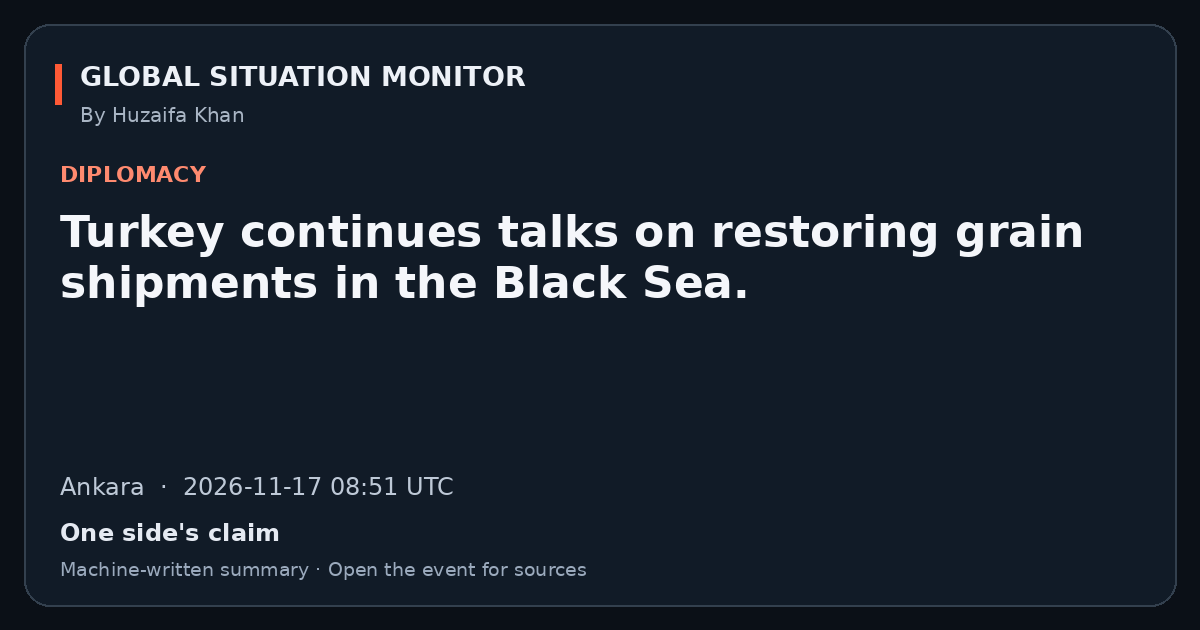 GLOBAL SITUATION MONITOR
By Huzaifa Khan
DIPLOMACY
Turkey continues talks on restoring grain
shipments in the Black Sea.
Ankara · 2026-11-17 08:51 UTC
One side's claim
Machine-written summary · Open the event for sources